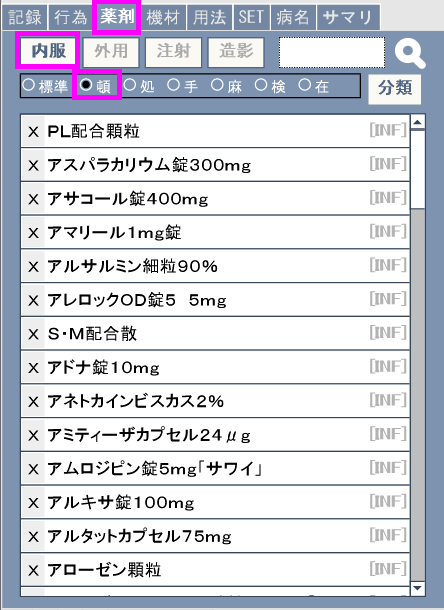 記録 行為 薬剤 機材 用法 SET 病名 サマリ
内服 外用 注射 造影
標準 頓 処 手 麻 検 在 分類
x PL配合顆粒 [INF]
x アスパラカリウム錠300mg [INF]
x アサコール錠400mg [INF]
x アマリール1mg錠 [INF]
x アルサルミン細粒90% [INF]
x アレロックOD錠5 5mg [INF]
x S・M配合散 [INF]
x アドナ錠10mg [INF]
x アネトカインビスカス2% [INF]
x アミティーザカプセル24μg [INF]
x アムロジピン錠5mg「サワイ」 [INF]
x アルキサ錠100mg [INF]
x アルタットカプセル75mg [INF]
x アローゼン顆粒 [INF]